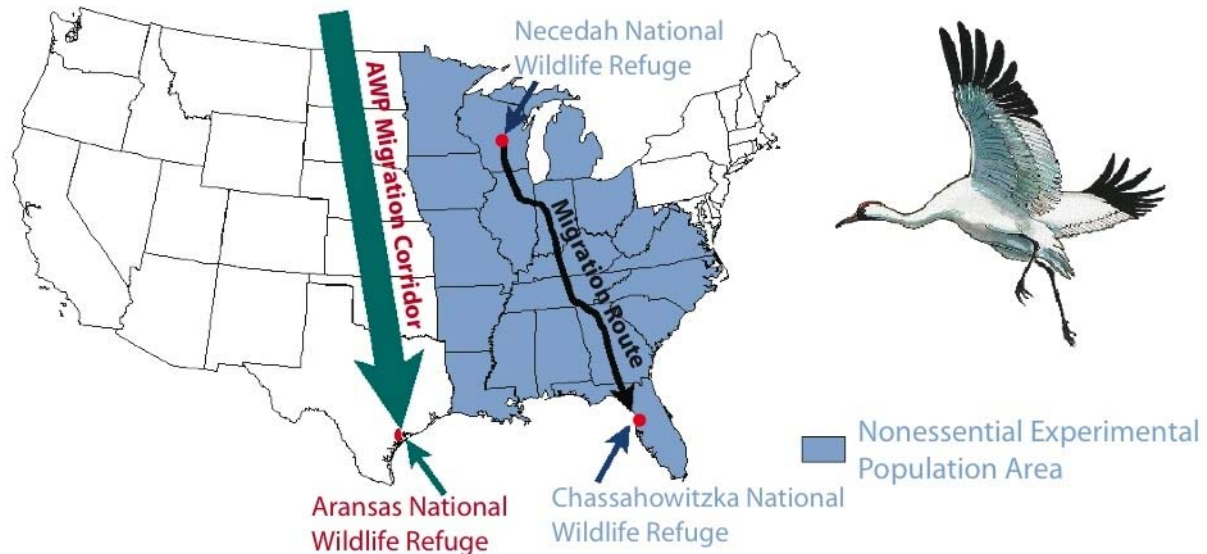 Necedah National
Wildlife Refuge
AWP Migration Corridor
Migration Route
Nonessential Experimental
Population Area
Aransas National
Wildlife Refuge
Chassahowitzka National
Wildlife Refuge